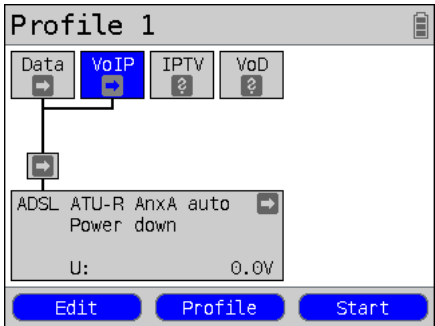 Profile 1
Data VoIP IPTV VoD
? ?
ADSL ATU-R AnxA auto
Power down
U: 0.0V
Edit Profile Start